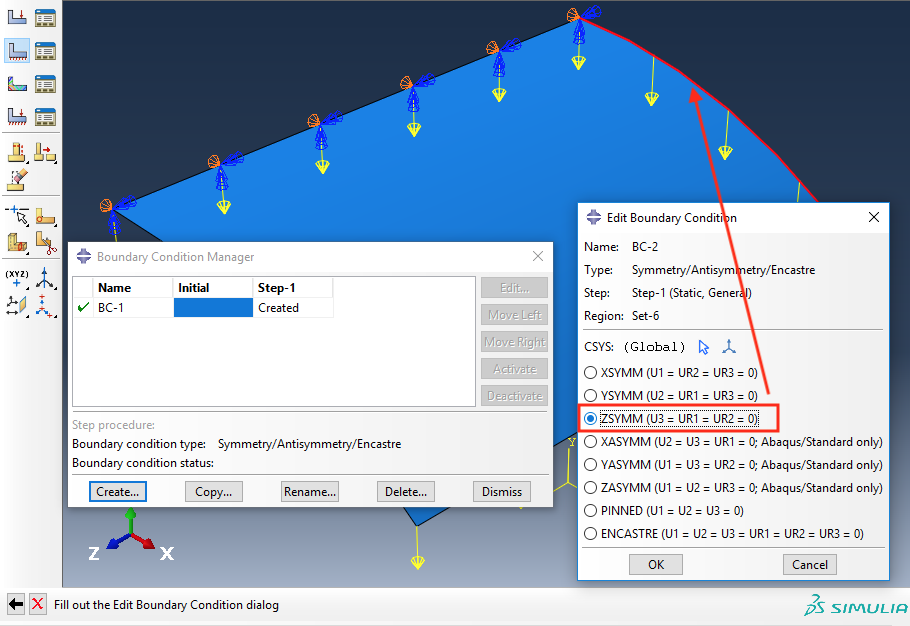 (XYZ)
Y
Z
X
Boundary Condition Manager
Name Initial Step-1
BC-1 Created
Edit...
Move Left
Move Right
Activate
Deactivate
Step procedure:
Boundary condition type: Symmetry/Antisymmetry/Encastre
Boundary condition status:
Create... Copy... Rename... Delete... Dismiss
Edit Boundary Condition
Name: BC-2
Type: Symmetry/Antisymmetry/Encastre
Step: Step-1 (Static, General)
Region: Set-6
CSYS: (Global)
XSYMM (U1 = UR2 = UR3 = 0)
YSYMM (U2 = UR1 = UR3 = 0)
ZSYMM (U3 = UR1 = UR2 = 0)
XASYMM (U2 = U3 = UR1 = 0; Abaqus/Standard only)
YASYMM (U1 = U3 = UR2 = 0; Abaqus/Standard only)
ZASYMM (U1 = U2 = UR3 = 0; Abaqus/Standard only)
PINNED (U1 = U2 = U3 = 0)
ENCASTRE (U1 = U2 = U3 = UR1 = UR2 = UR3 = 0)
OK Cancel
Fill out the Edit Boundary Condition dialog
SIMULIA